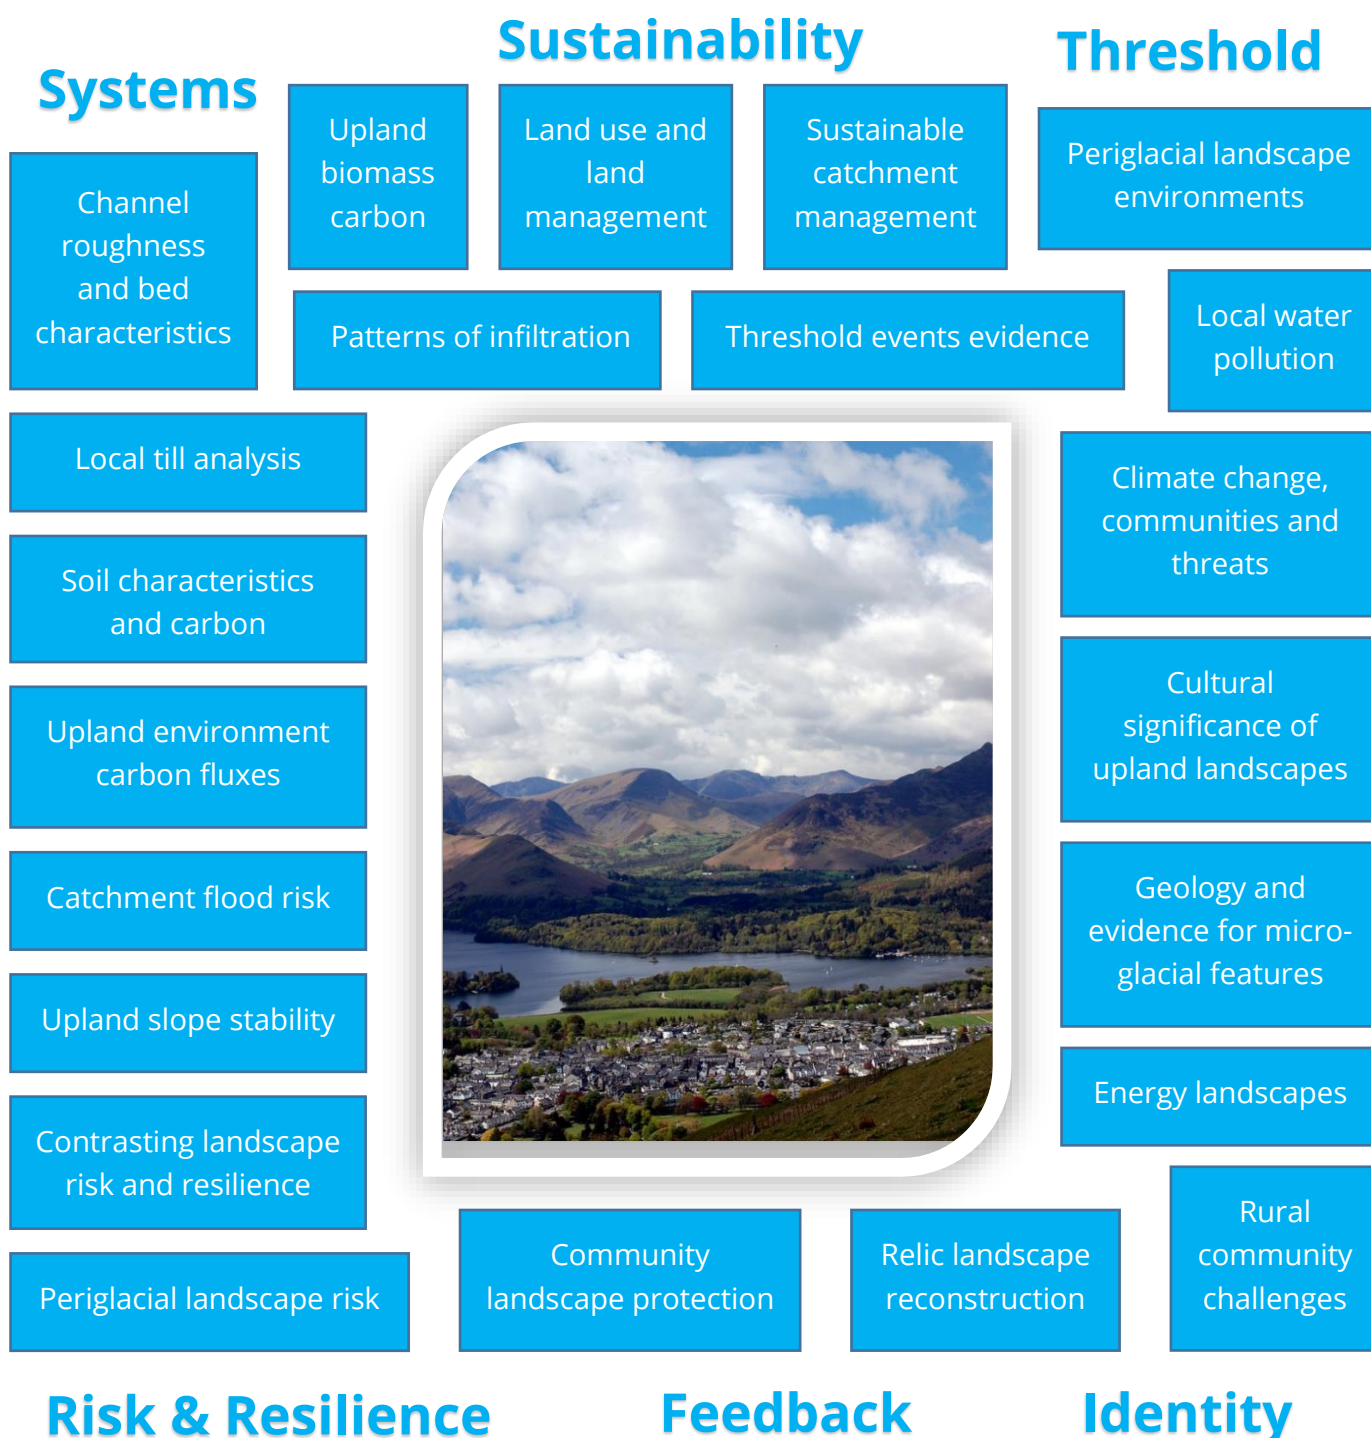 Systems
Sustainability
Threshold
Channel
roughness
and bed
characteristics
Upland
biomass
carbon
Land use and
land
management
Sustainable
catchment
management
Periglacial landscape
environments
Patterns of infiltration
Threshold events evidence
Local water
pollution
Local till analysis
Soil characteristics
and carbon
Upland environment
carbon fluxes
Catchment flood risk
Upland slope stability
Contrasting landscape
risk and resilience
Periglacial landscape risk
Climate change,
communities and
threats
Cultural
significance of
upland landscapes
Geology and
evidence for micro-
glacial features
Energy landscapes
Community
landscape protection
Relic landscape
reconstruction
Rural
community
challenges
Risk & Resilience
Feedback
Identity